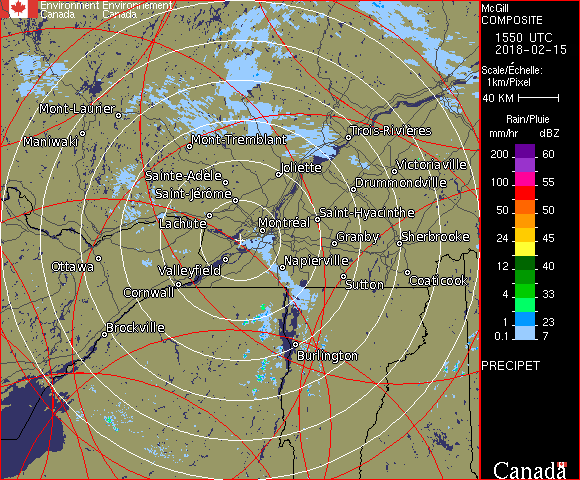 Environment Environnement
Canada Canada
McGill
COMPOSITE
1550 UTC
2018-02-15
Scale/Échelle:
1km/Pixel
40 KM
Rain/Pluie
mm/hr dBZ
200 60
150 57
100 55
50 50
24 45
12 40
4 33
1 23
0.1 7
PRECIPET
Mont-Laurier
Maniwaki
Mont-Tremblant
Trois-Rivières
Joliette
Victoriaville
Sainte-Adèle
Drummondville
Saint-Jérôme
Saint-Hyacinthe
Lachute
Montréal
Granby
Sherbrooke
Ottawa
Valleyfield
Napierville
Cornwall
Sutton
Coaticook
Brockville
Burlington
Canada